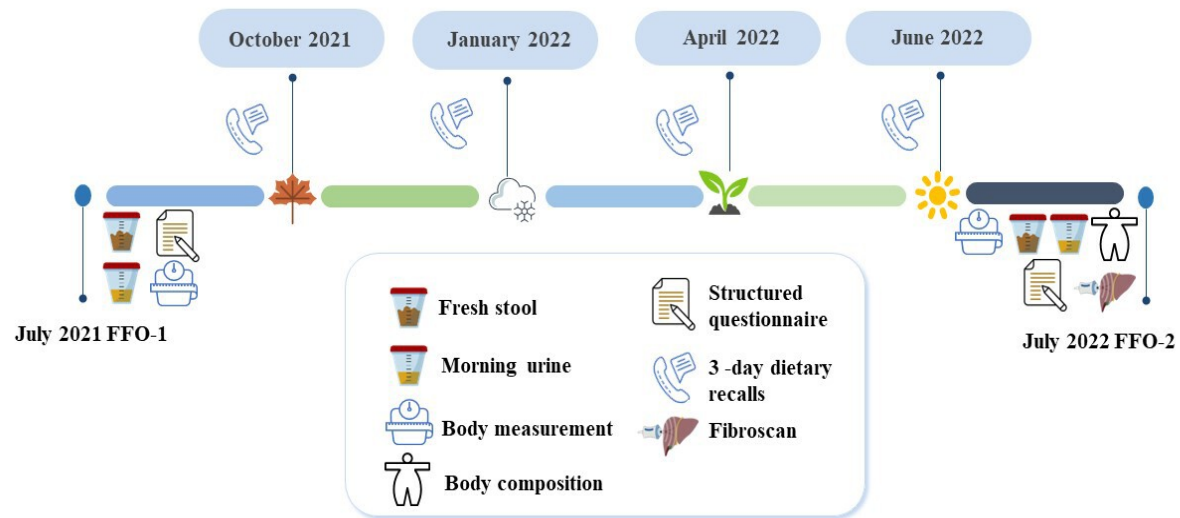 October 2021
January 2022
April 2022
June 2022
July 2021 FFO-1
July 2022 FFO-2
Fresh stool
Morning urine
Body measurement
Body composition
Structured
questionnaire
3 -day dietary
recalls
Fibroscan